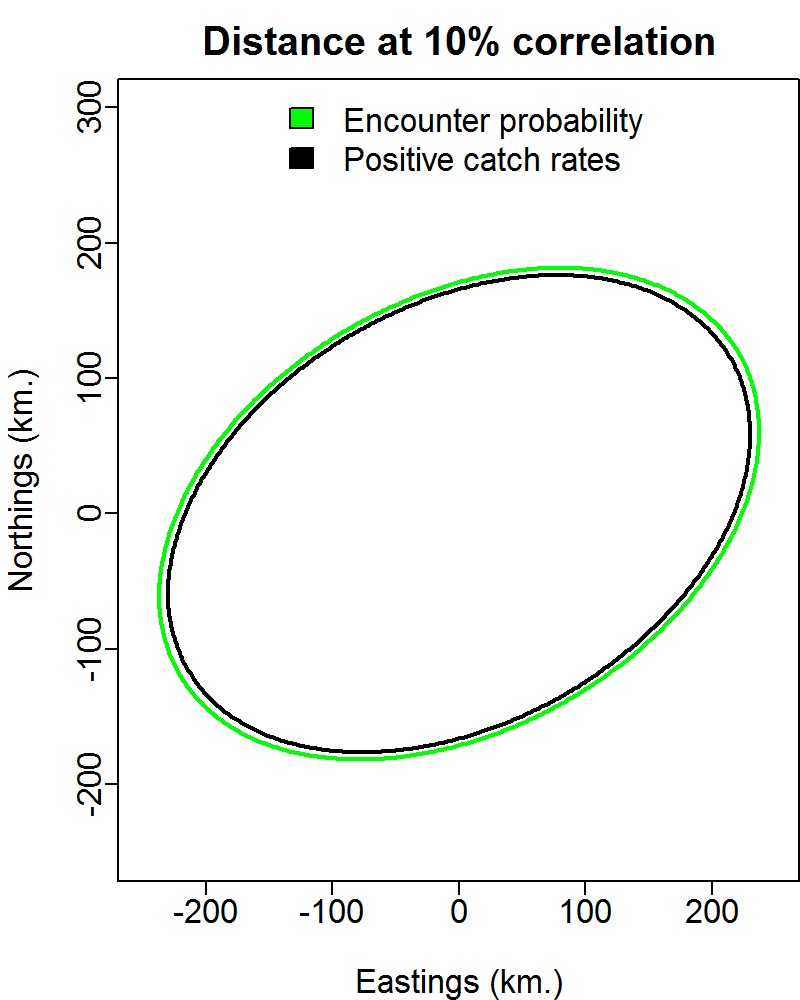 Distance at 10% correlation
Encounter probability
Positive catch rates
300
200
100
0
-100
-200
Northings (km.)
-200 -100 0 100 200
Eastings (km.)